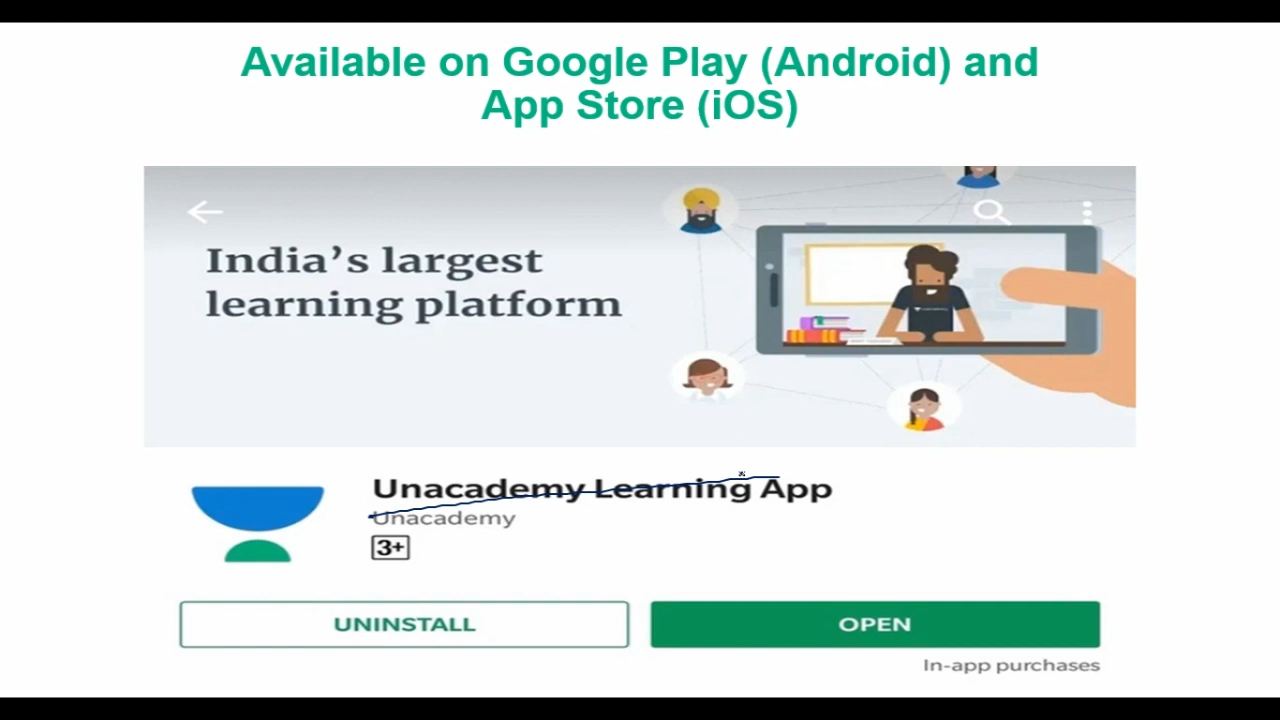 Available on Google Play (Android) and
App Store (iOS)
India's largest
learning platform
Unacademy Learning App
Unacademy
3+
UNINSTALL
OPEN
In-app purchases